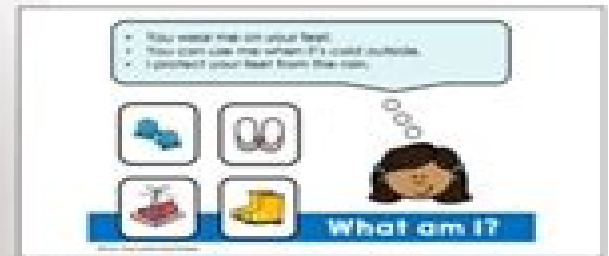 • You wear me on your feet.
• You can use me when it's cold outside.
• I protect your feet from the rain.
What am I?